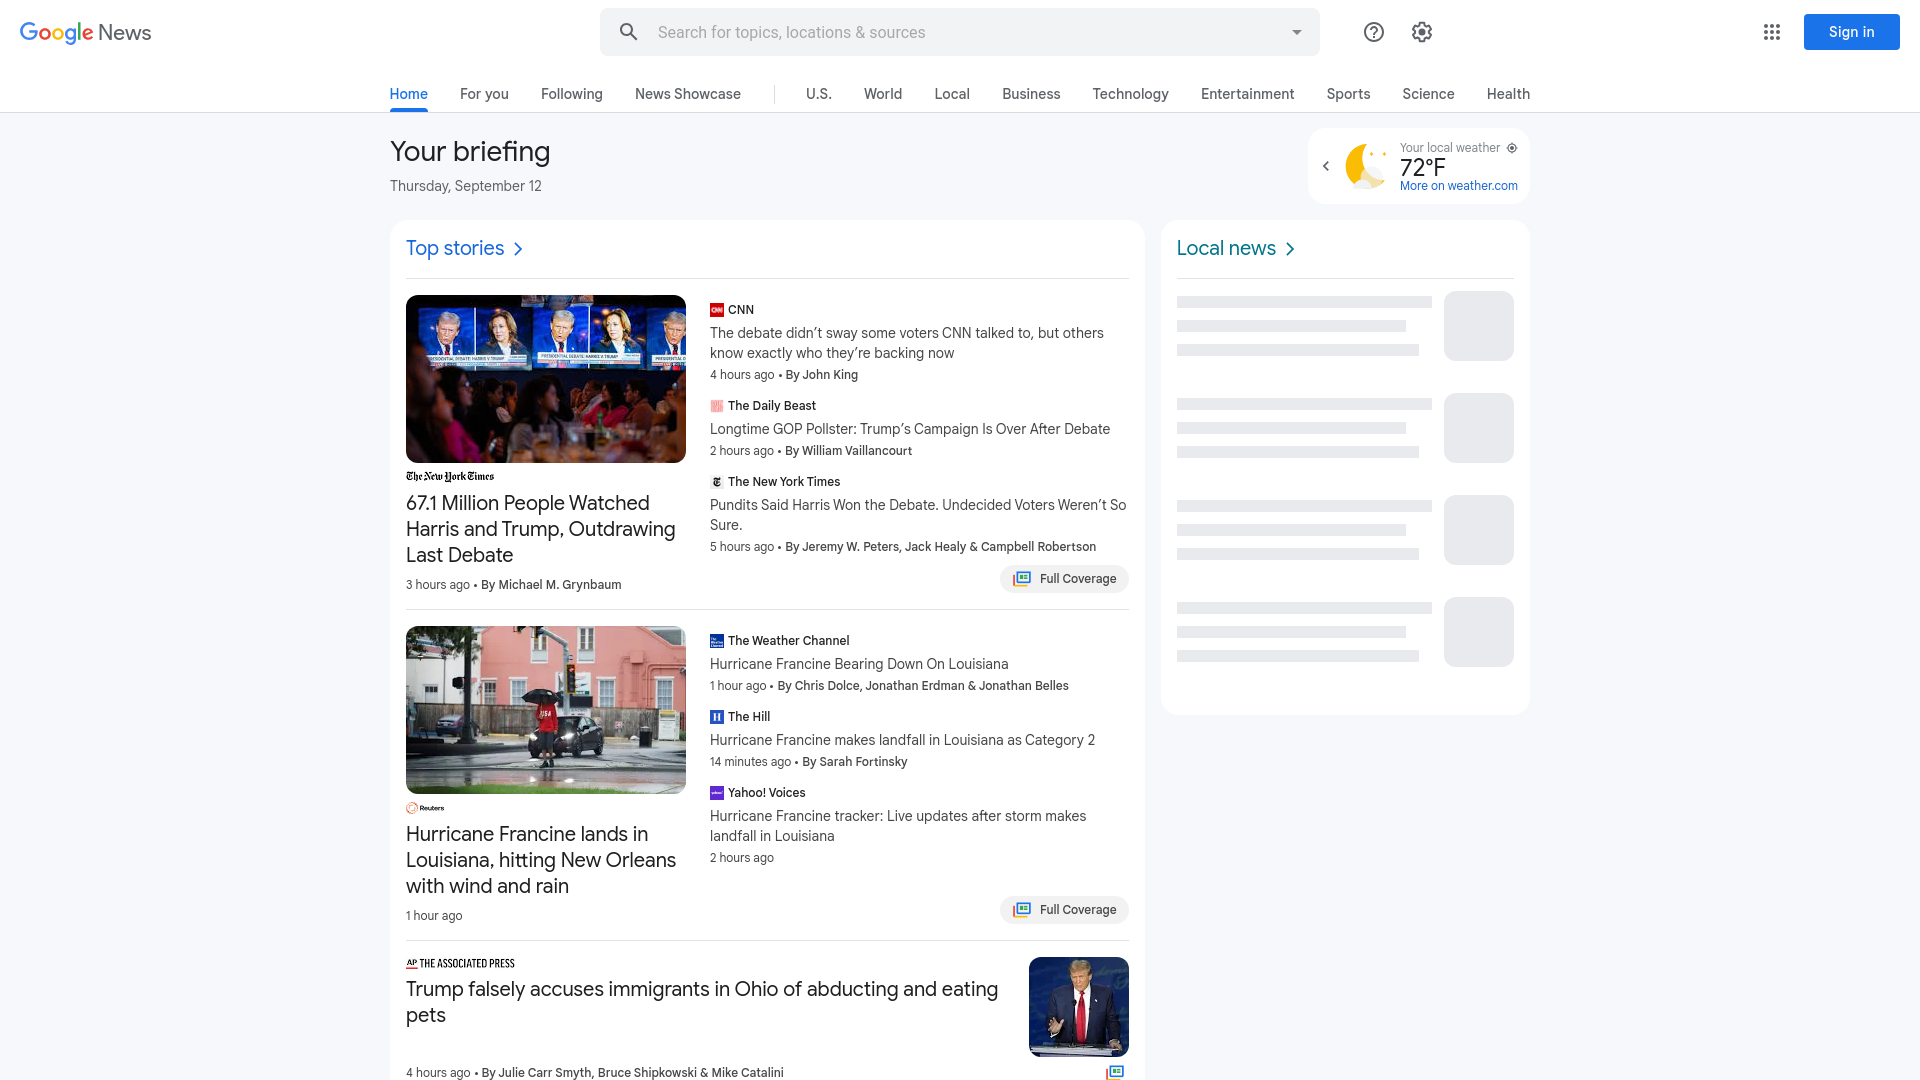 Google News
Search for topics, locations & sources
Sign in
Home
For you
Following
News Showcase
U.S.
World
Local
Business
Technology
Entertainment
Sports
Science
Health
Your briefing
Thursday, September 12
Your local weather
72°F
More on weather.com
Top stories
PRESIDENTIAL DEBATE: HARRIS V. TRUMP
The New York Times
67.1 Million People Watched
Harris and Trump, Outdrawing
Last Debate
3 hours ago • By Michael M. Grynbaum
CNN
The debate didn’t sway some voters CNN talked to, but others
know exactly who they’re backing now
4 hours ago • By John King
The Daily Beast
Longtime GOP Pollster: Trump’s Campaign Is Over After Debate
2 hours ago • By William Vaillancourt
The New York Times
Pundits Said Harris Won the Debate. Undecided Voters Weren’t So
Sure.
5 hours ago • By Jeremy W. Peters, Jack Healy & Campbell Robertson
Full Coverage
USA
Reuters
Hurricane Francine lands in
Louisiana, hitting New Orleans
with wind and rain
1 hour ago
The Weather Channel
Hurricane Francine Bearing Down On Louisiana
1 hour ago • By Chris Dolce, Jonathan Erdman & Jonathan Belles
The Hill
Hurricane Francine makes landfall in Louisiana as Category 2
14 minutes ago • By Sarah Fortinsky
Yahoo! Voices
Hurricane Francine tracker: Live updates after storm makes
landfall in Louisiana
2 hours ago
Full Coverage
AP THE ASSOCIATED PRESS
Trump falsely accuses immigrants in Ohio of abducting and eating
pets
4 hours ago • By Julie Carr Smyth, Bruce Shipkowski & Mike Catalini
Local news